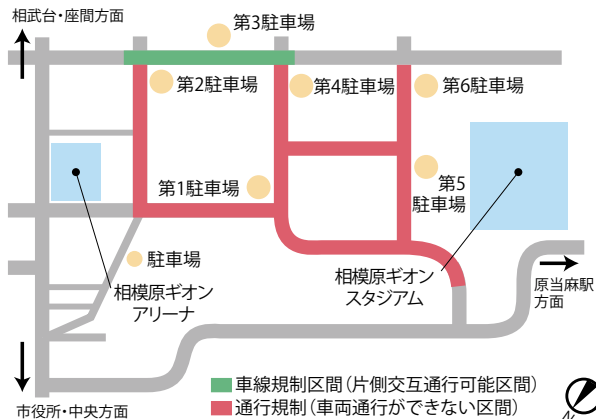 相武台・座間方面
第3駐車場
第2駐車場
第4駐車場
第6駐車場
第1駐車場
第5
駐車場
駐車場
相模原ギオン
アリーナ
相模原ギオン
スタジアム
原当麻駅
方面
市役所・中央方面
車線規制区間（片側交互通行可能区間）
通行規制（車両通行ができない区間）
N